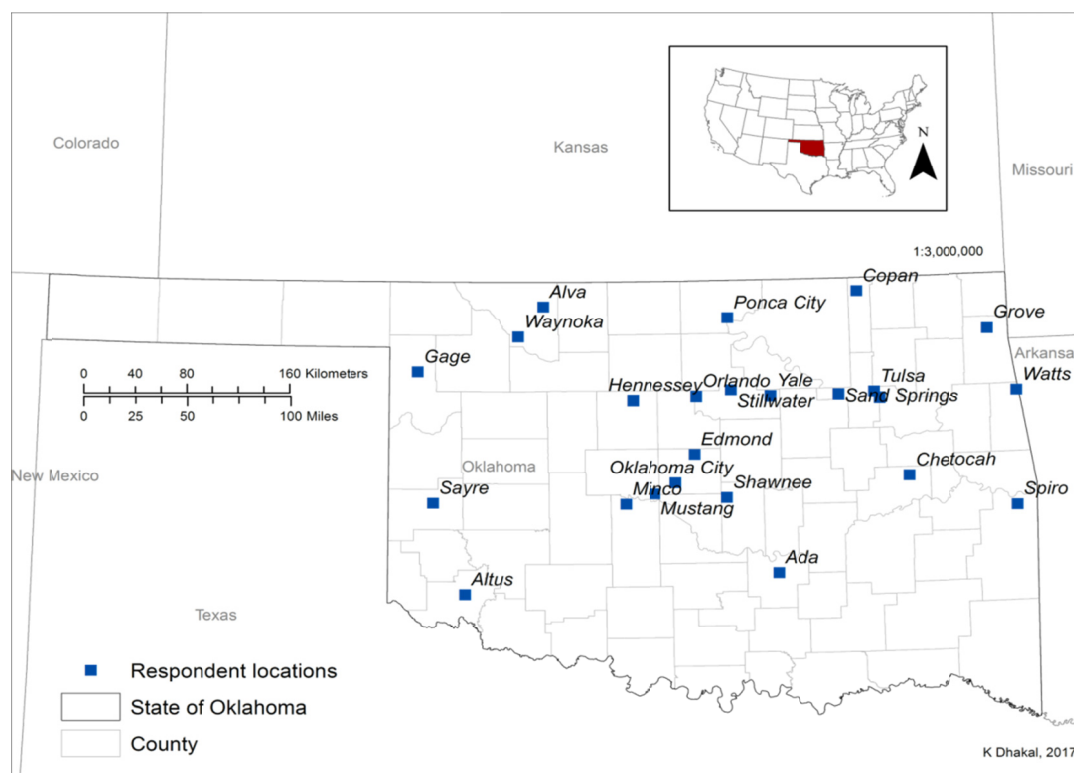 N
Colorado
Kansas
Missouri
1:3,000,000
Copan
Alva
Ponca City
Grove
Waynoka
Arkansa
Gage
Tulsa
Watts
0 80 160 Kilometers
Hennessey
Orlando
Yale
Stillwater
Sand Springs
0 25 50 100 Miles
Edmond
Oklahoma
Oklahoma City
Chetocah
New Mexico
Sayre
Minco
Shawnee
Spiro
Mustang
Ada
Altus
Texas
Respondent locations
State of Oklahoma
County
K Dhakal, 2017